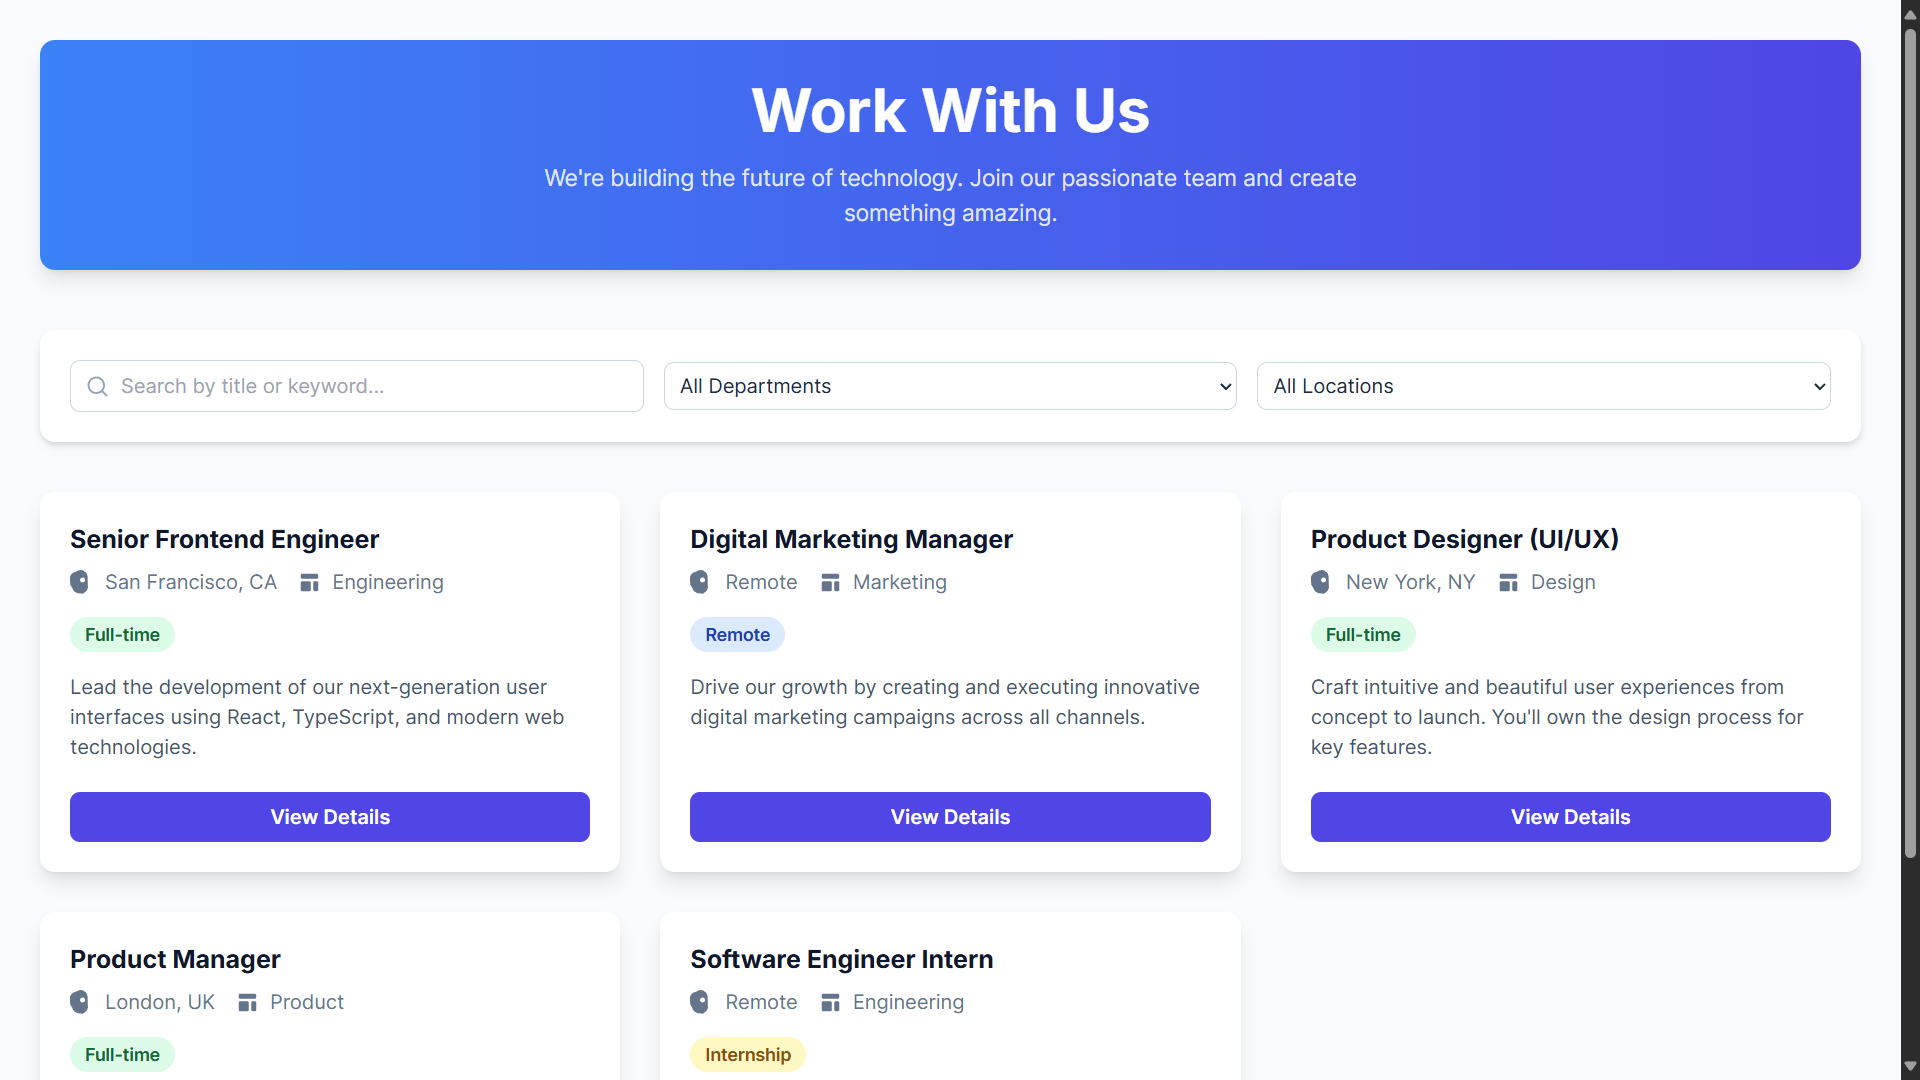 Work With Us
We're building the future of technology. Join our passionate team and create
something amazing.
Search by title or keyword...
All Departments
All Locations
Senior Frontend Engineer
San Francisco, CA Engineering
Full-time
Lead the development of our next-generation user
interfaces using React, TypeScript, and modern web
technologies.
View Details
Digital Marketing Manager
Remote Marketing
Remote
Drive our growth by creating and executing innovative
digital marketing campaigns across all channels.
View Details
Product Designer (UI/UX)
New York, NY Design
Full-time
Craft intuitive and beautiful user experiences from
concept to launch. You'll own the design process for
key features.
View Details
Product Manager
London, UK Product
Full-time
Software Engineer Intern
Remote Engineering
Internship